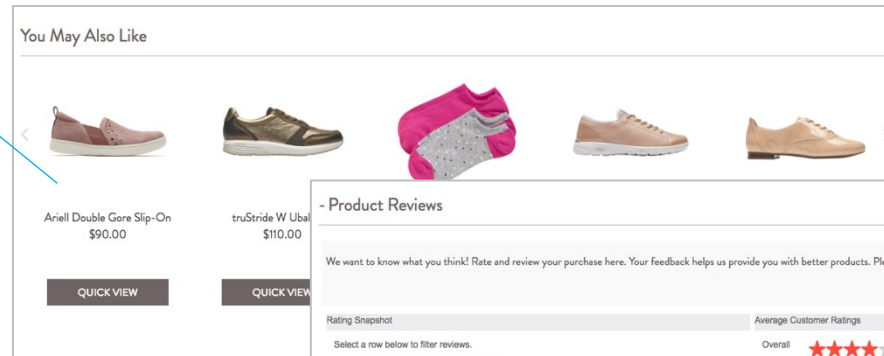 You May Also Like
Ariell Double Gore Slip-On
$90.00
truStride W
$110.00
QUICK VIEW
QUICK VIEW
- Product Reviews
We want to know what you think! Rate and review your purchase here. Your feedback helps us provide you with better products.
Rating Snapshot
Average Customer Ratings
Select a row below to filter reviews.
Overall